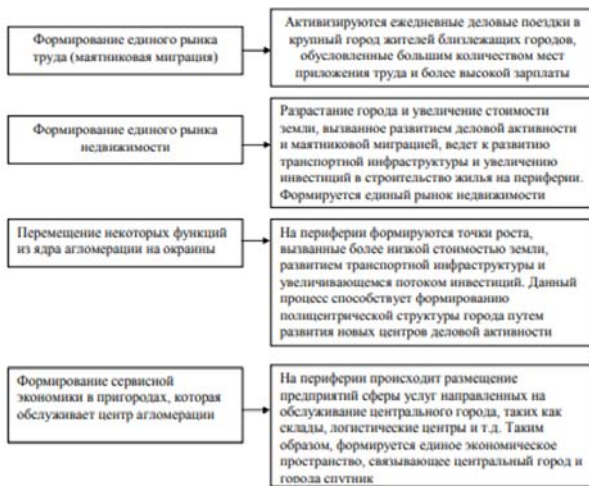 Формирование единого рынка
труда (маятниковая миграция)
Активизируются ежедневные деловые поездки в
крупный город жителей близлежащих городов,
обусловленные большим количеством мест
приложения труда и более высокой зарплаты
Формирование единого рынка
недвижимости
Разрастание города и увеличение стоимости
земли, вызванное развитием деловой активности
и маятниковой миграцией, ведет к развитию
транспортной инфраструктуры и увеличению
инвестиций в строительство жилья на периферии.
Формируется единый рынок недвижимости
Перемещение некоторых функций
из ядра агломерации на окраины
На периферии формируются точки роста,
вызванные более низкой стоимостью земли,
развитием транспортной инфраструктуры и
увеличивающемся потоком инвестиций. Данный
процесс способствует формированию
полицентрической структуры города путем
развития новых центров деловой активности
Формирование сервисной
экономики в пригородах, которая
обслуживает центр агломерации
На периферии происходит размещение
предприятий сферы услуг направленных на
обслуживание центрального города, таких как
склады, логистические центры и т.д. Таким
образом, формируется единое экономическое
пространство, связывающее центральный город и
города спутник